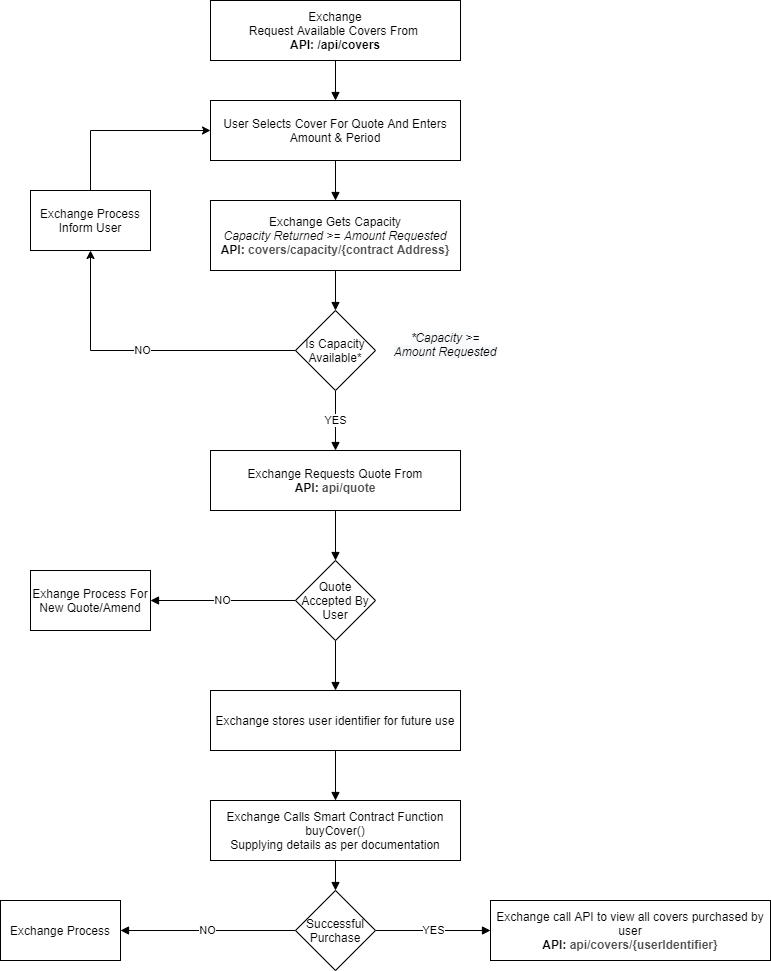 Exchange
Request Available Covers From
API: /api/covers
User Selects Cover For Quote And Enters
Amount & Period
Exchange Process
Inform User
Exchange Gets Capacity
Capacity Returned >= Amount Requested
API: covers/capacity/{contract Address}
Is Capacity
Available*
*Capacity >=
Amount Requested
NO
YES
Exchange Requests Quote From
API: api/quote
Quote
Accepted By
User
NO
Exhange Process For
New Quote/Amend
Exchange stores user identifier for future use
Exchange Calls Smart Contract Function
buyCover()
Supplying details as per documentation
Successful
Purchase
NO
Exchange Process
YES
Exchange call API to view all covers purchased by
user
API: api/covers/{userIdentifier}